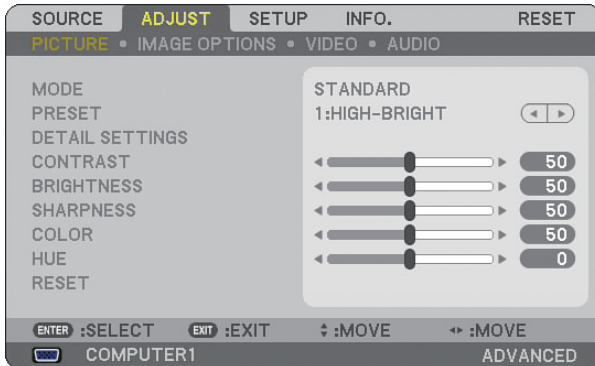 SOURCE ADJUST SETUP INFO. RESET
PICTURE • IMAGE OPTIONS • VIDEO • AUDIO
MODE STANDARD
PRESET 1:HIGH-BRIGHT
DETAIL SETTINGS
CONTRAST 50
BRIGHTNESS 50
SHARPNESS 50
COLOR 50
HUE 0
RESET
ENTER :SELECT EXIT :EXIT :MOVE :MOVE
COMPUTER1 ADVANCED